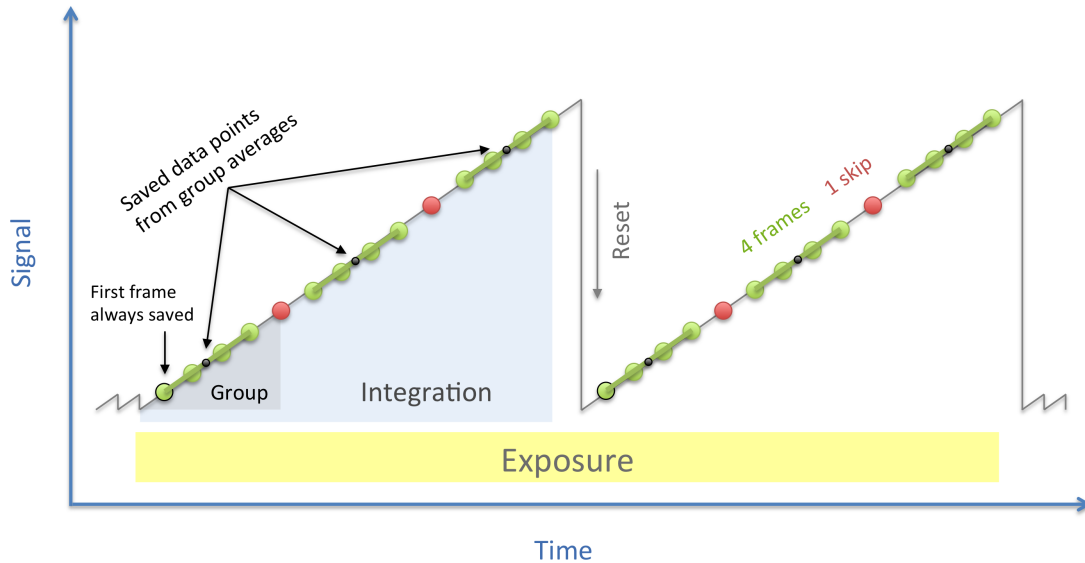 Saved data points
from group averages
First frame
always saved
Group
Integration
Reset
4 frames
1 skip
Exposure
Signal
Time